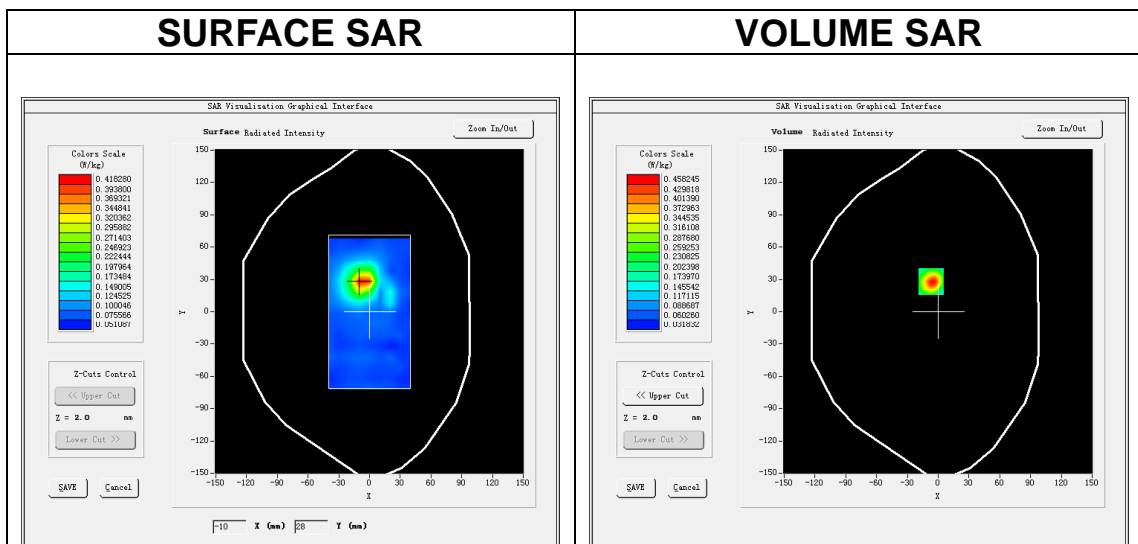 SURFACE SAR
VOLUME SAR
SAR Visualisation Graphical Interface
Surface Radiated Intensity
Zoom In/Out
Colors Scale
(W/kg)
0.418280
0.393800
0.369321
0.344841
0.320362
0.295882
0.271403
0.246923
0.222444
0.197964
0.173484
0.149005
0.124525
0.100046
0.075566
0.051087
150
120
90
60
30
0
-30
-60
-90
-120
-150
Y
-150 -120 -90 -60 -30 0 30 60 90 120 150
X
Z-Cuts Control
<< Upper Cut
Z = 2.0 mm
Lower Cut >>
SAVE Cancel
-10 X (mm) 28 Y (mm)
SAR Visualisation Graphical Interface
Volume Radiated Intensity
Zoom In/Out
Colors Scale
(W/kg)
0.458245
0.429818
0.401390
0.372963
0.344535
0.316108
0.287680
0.259253
0.230825
0.202398
0.173970
0.145542
0.117115
0.088687
0.060260
0.031832
150
120
90
60
30
0
-30
-60
-90
-120
-150
Y
-150 -120 -90 -60 -30 0 30 60 90 120 150
X
Z-Cuts Control
<< Upper Cut
Z = 2.0 mm
Lower Cut >>
SAVE Cancel